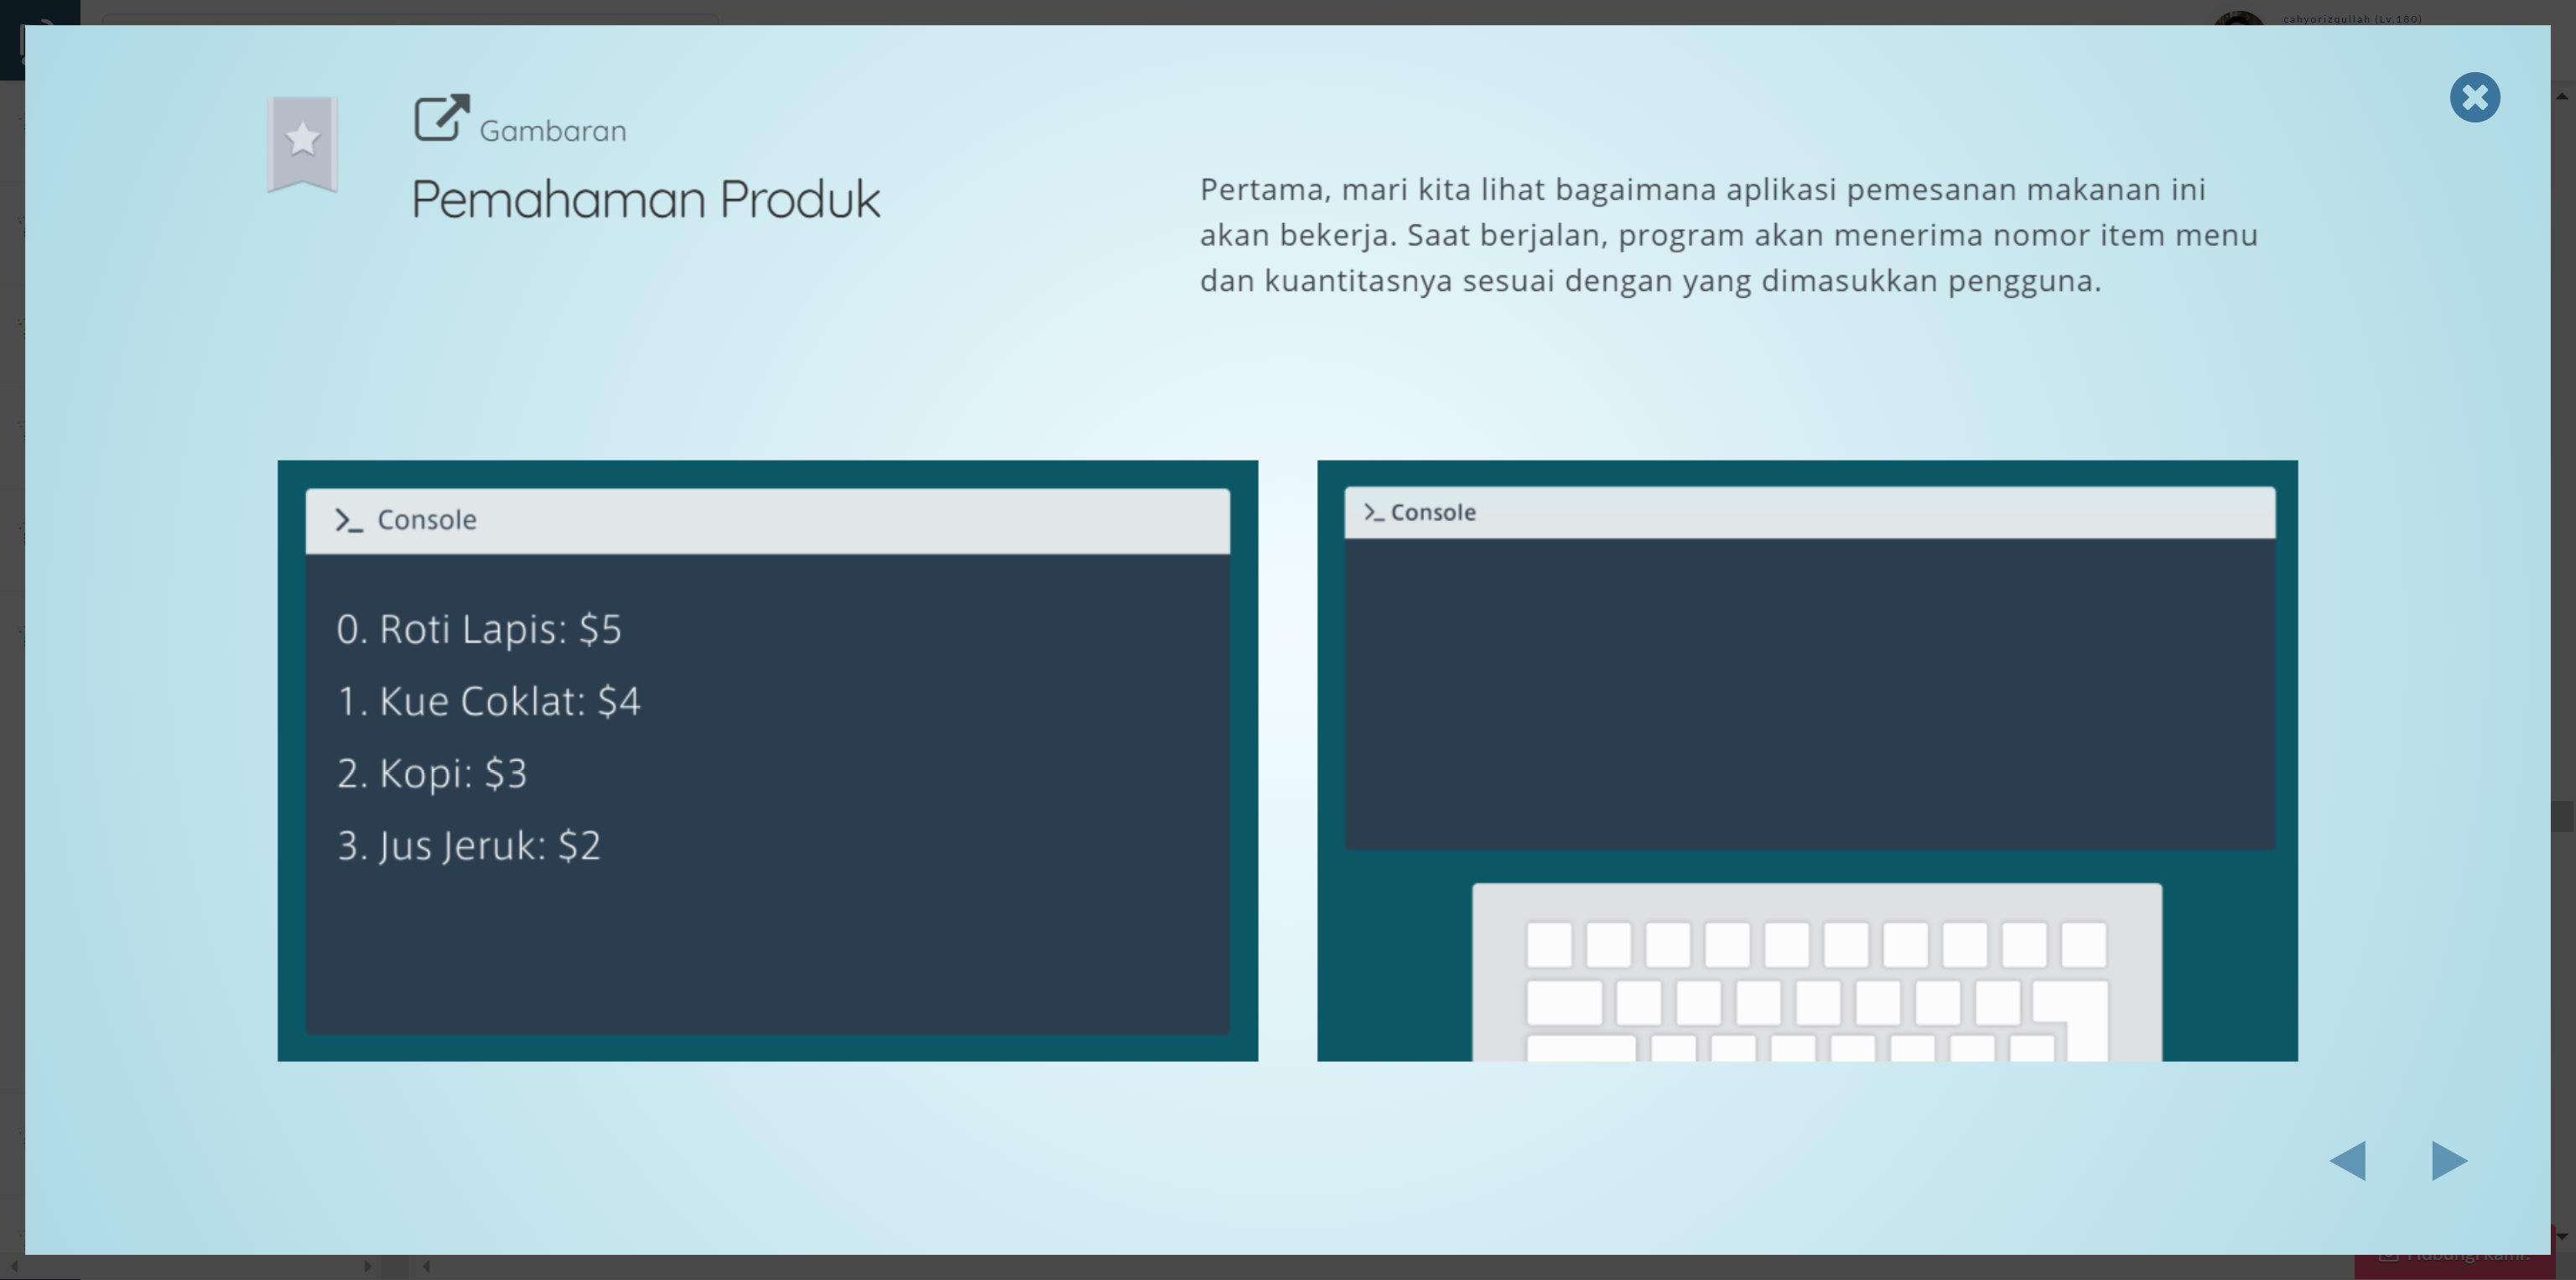 cahyorizqullah (Lv.180)
Gambaran
Pemahaman Produk
Pertama, mari kita lihat bagaimana aplikasi pemesanan makanan ini
akan bekerja. Saat berjalan, program akan menerima nomor item menu
dan kuantitasnya sesuai dengan yang dimasukkan pengguna.
>_ Console
0. Roti Lapis: $5
1. Kue Coklat: $4
2. Kopi: $3
3. Jus Jeruk: $2
>_ Console